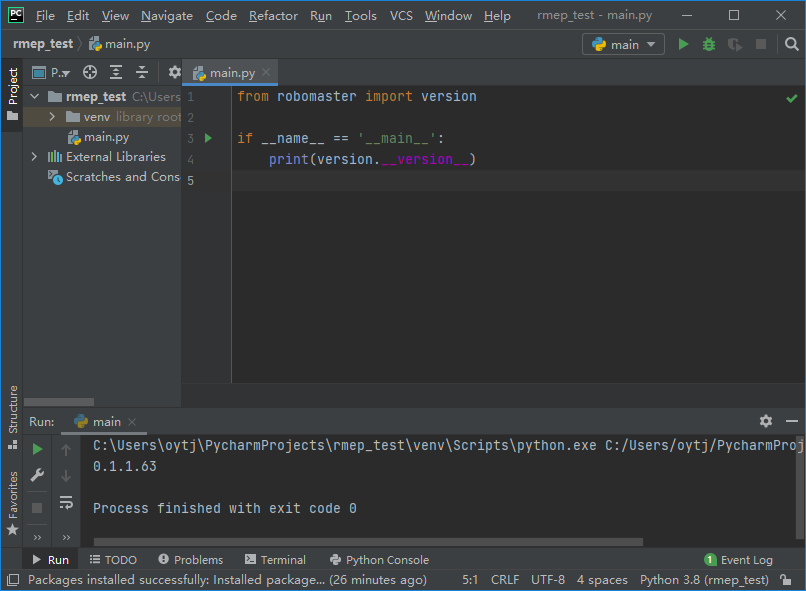 PC File Edit View Navigate Code Refactor Run Tools VCS Window Help rmep_test - main.py
rmep_test main.py main
Project P.. main.py
rmep_test C:\Users
venv library root
main.py
External Libraries
Scratches and Cons
1 from robomaster import version
2
3 if __name__ == '__main__':
4 print(version.__version__)
5
Structure
Favorites
Run: main
C:\Users\oytj\PycharmProjects\rmep_test\venv\Scripts\python.exe C:/Users/oytj/PycharmProj
0.1.1.63
Process finished with exit code 0
Run TODO Problems Terminal Python Console 1 Event Log
Packages installed successfully: Installed package... (26 minutes ago) 5:1 CRLF UTF-8 4 spaces Python 3.8 (rmep_test)